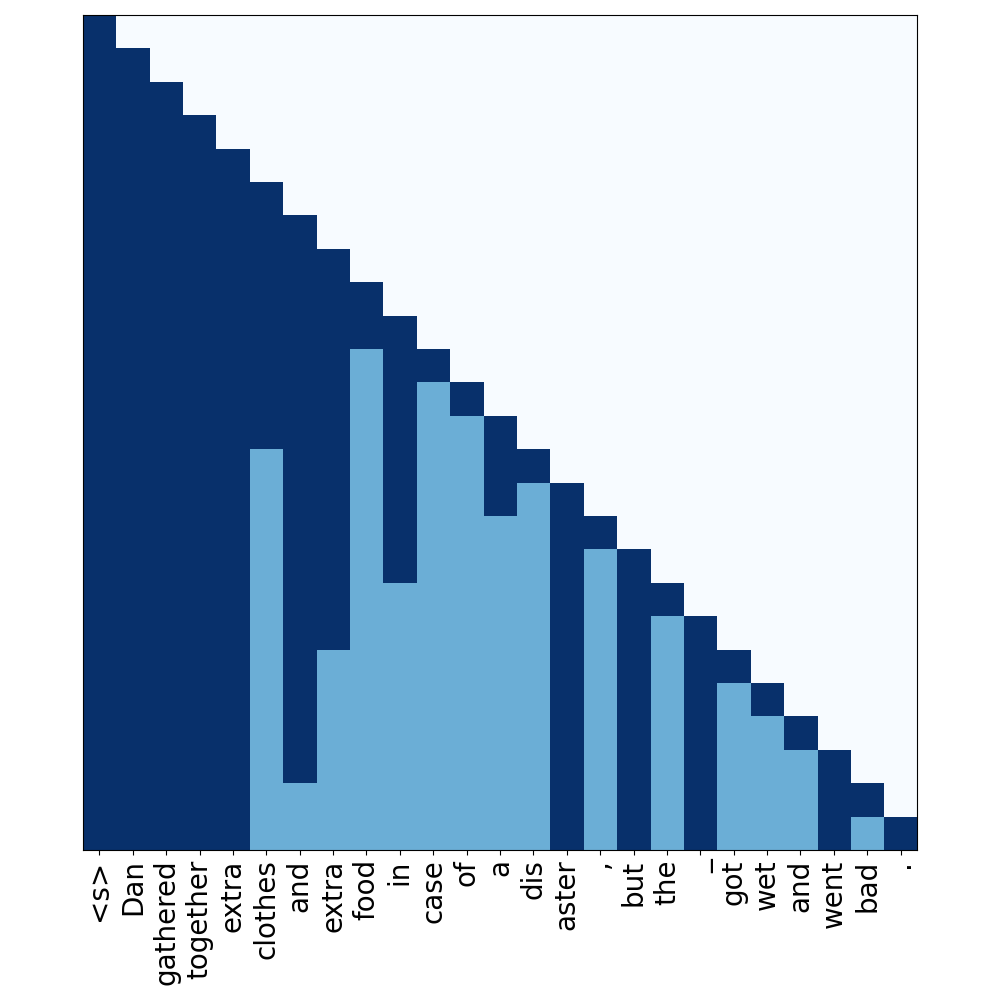 <s> Dan gathered together extra clothes and extra food in case of a dis aster , but the _ got wet and went bad .